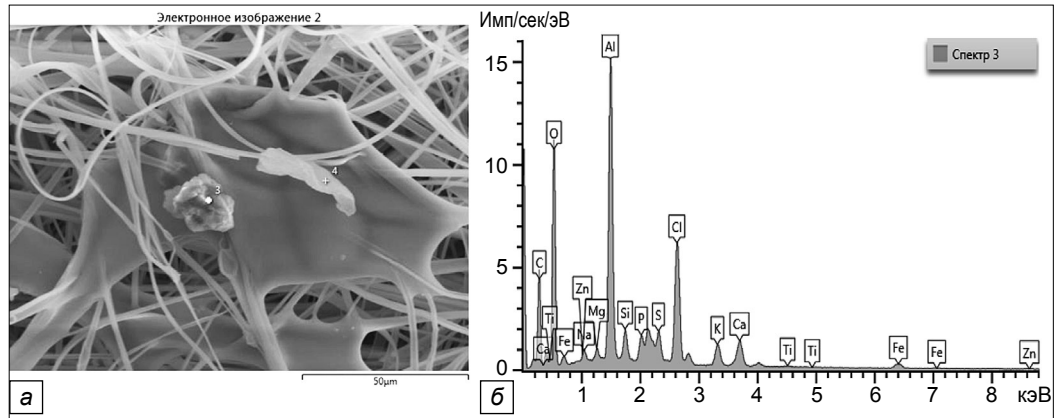 Электронное изображение 2
3
4
50µm
а
Имп/сек/эВ
Спектр 3
15
10
5
0
Al
O
Cl
C
Zn
Ti
Mg
Si
P
S
Na
Fe
Ca
K
Ca
Ti
Ti
Fe
Fe
Zn
1 2 3 4 5 6 7 8 кэВ
б